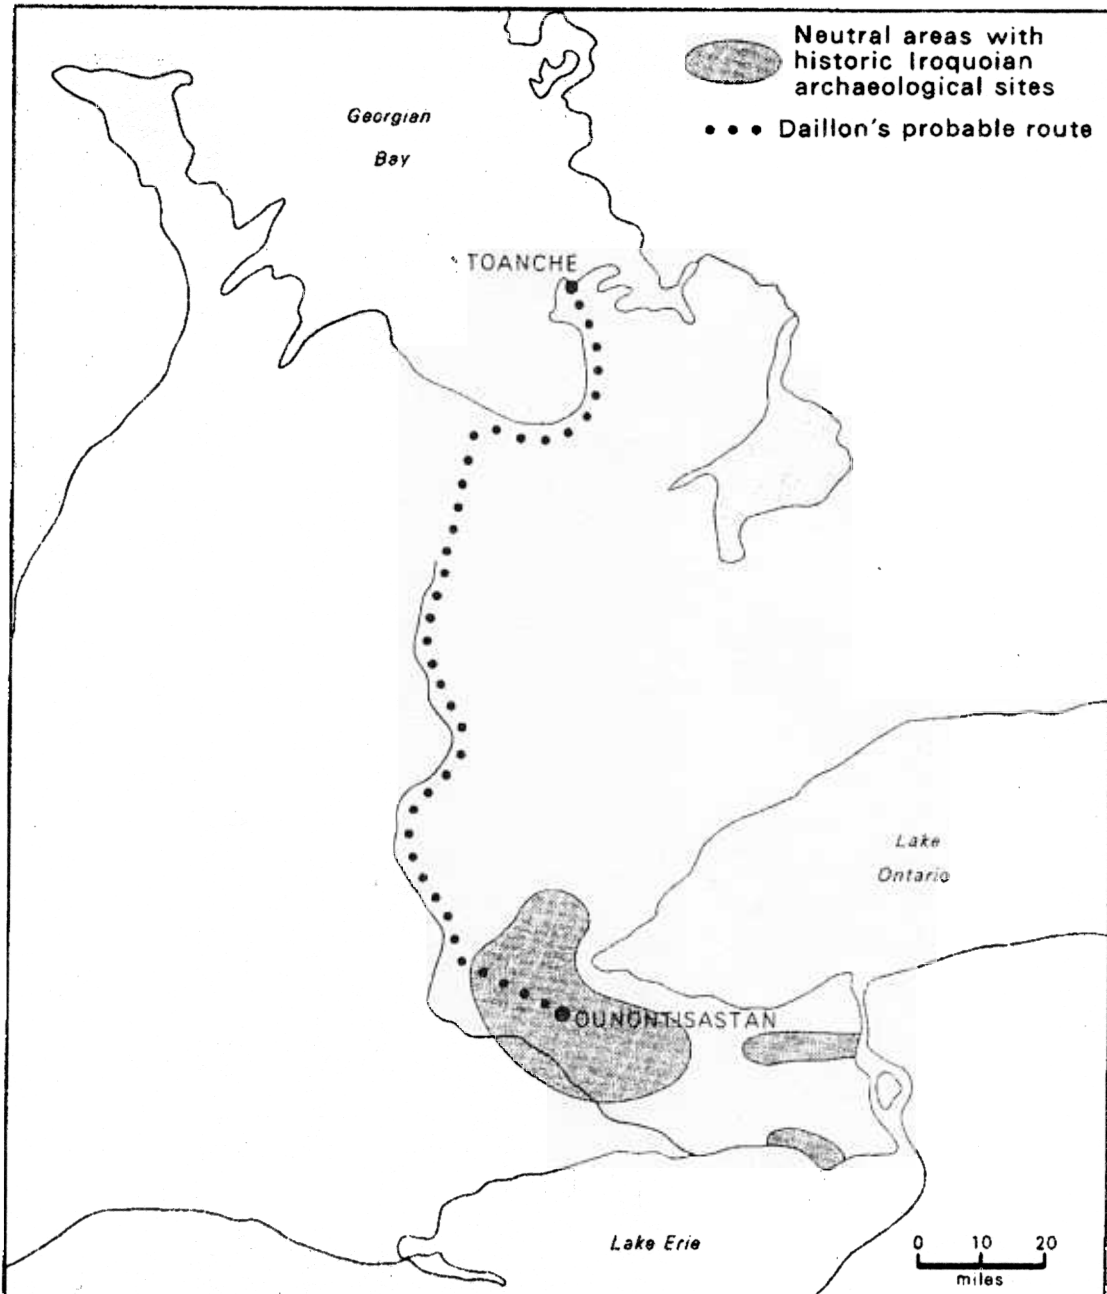 Neutral areas with
historic Iroquoian
archaeological sites
Daillon's probable route
Georgian
Bay
TOANCHE
Lake
Ontario
OUNONTISASTAN
Lake Erie
0 10 20
miles